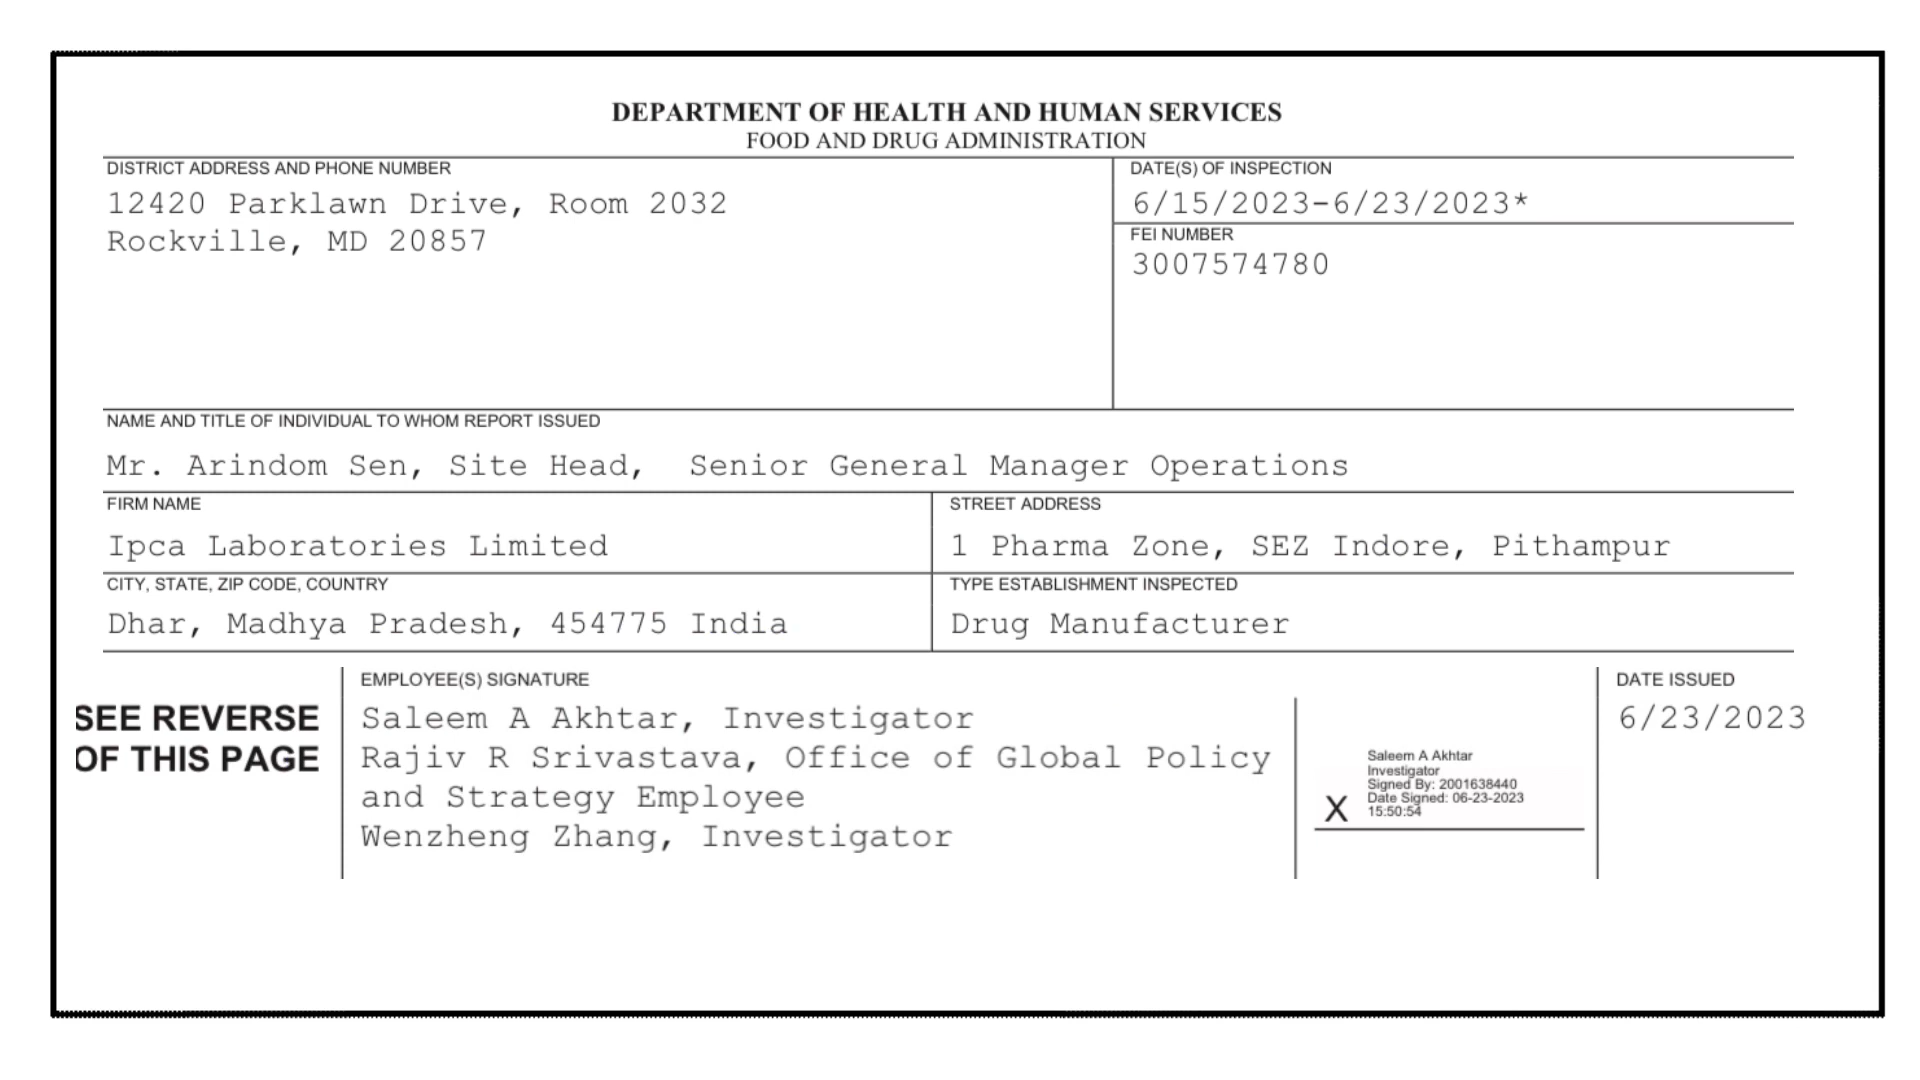 DEPARTMENT OF HEALTH AND HUMAN SERVICES
FOOD AND DRUG ADMINISTRATION
DISTRICT ADDRESS AND PHONE NUMBER
12420 Parklawn Drive, Room 2032
Rockville, MD 20857
DATE(S) OF INSPECTION
6/15/2023-6/23/2023*
FEI NUMBER
3007574780
NAME AND TITLE OF INDIVIDUAL TO WHOM REPORT ISSUED
Mr. Arindom Sen, Site Head,  Senior General Manager Operations
FIRM NAME
Ipca Laboratories Limited
STREET ADDRESS
1 Pharma Zone, SEZ Indore, Pithampur
CITY, STATE, ZIP CODE, COUNTRY
Dhar, Madhya Pradesh, 454775 India
TYPE ESTABLISHMENT INSPECTED
Drug Manufacturer
SEE REVERSE
OF THIS PAGE
EMPLOYEE(S) SIGNATURE
Saleem A Akhtar, Investigator
Rajiv R Srivastava, Office of Global Policy
and Strategy Employee
Wenzheng Zhang, Investigator
Saleem A Akhtar
Investigator
Signed By: 2001638440
Date Signed: 06-23-2023
15:50:54
X
DATE ISSUED
6/23/2023